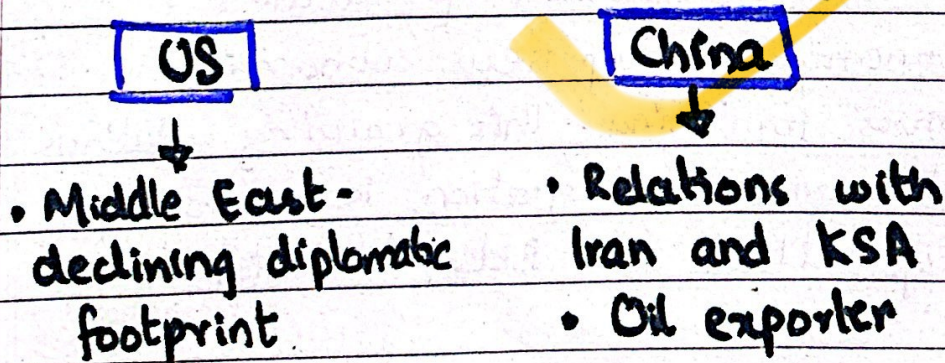 US
China
• Middle East-
declining diplomatic
footprint
• Relations with
Iran and KSA
• Oil exporter